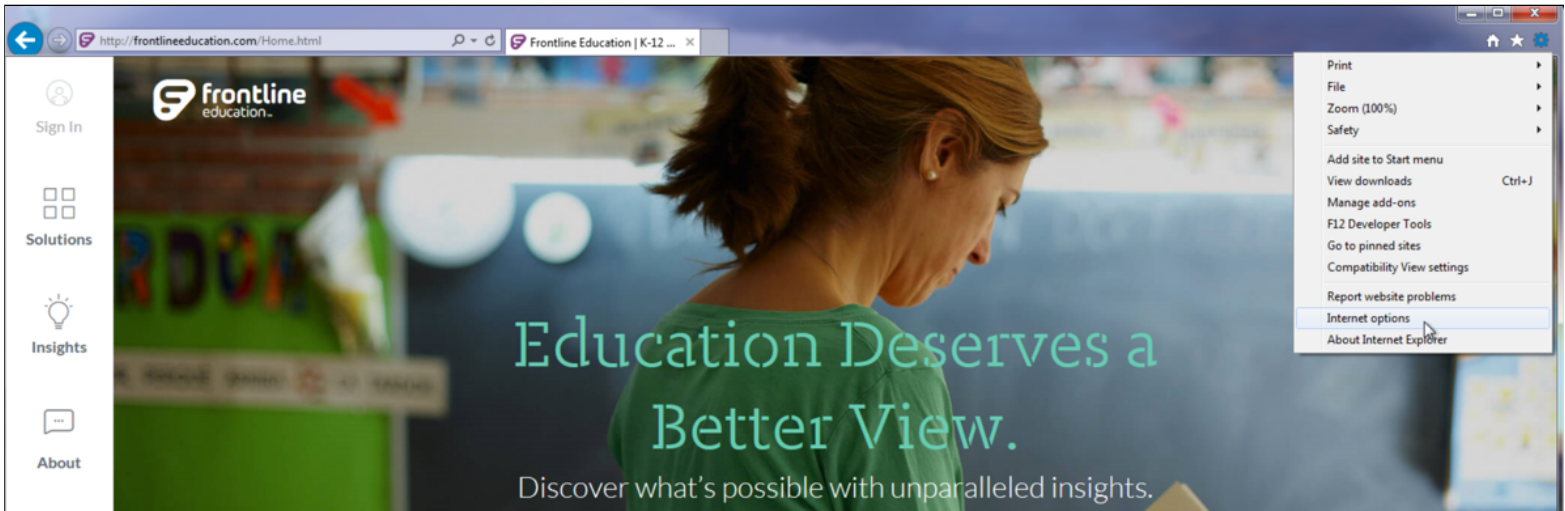 http://frontlineeducation.com/Home.html
Frontline Education | K-12 ...
Sign In
Solutions
Insights
About
frontline
education
Education Deserves a
Better View.
Discover what's possible with unparalleled insights.
Print
File
Zoom (100%)
Safety
Add site to Start menu
View downloads Ctrl+J
Manage add-ons
F12 Developer Tools
Go to pinned sites
Compatibility View settings
Report website problems
Internet options
About Internet Explorer